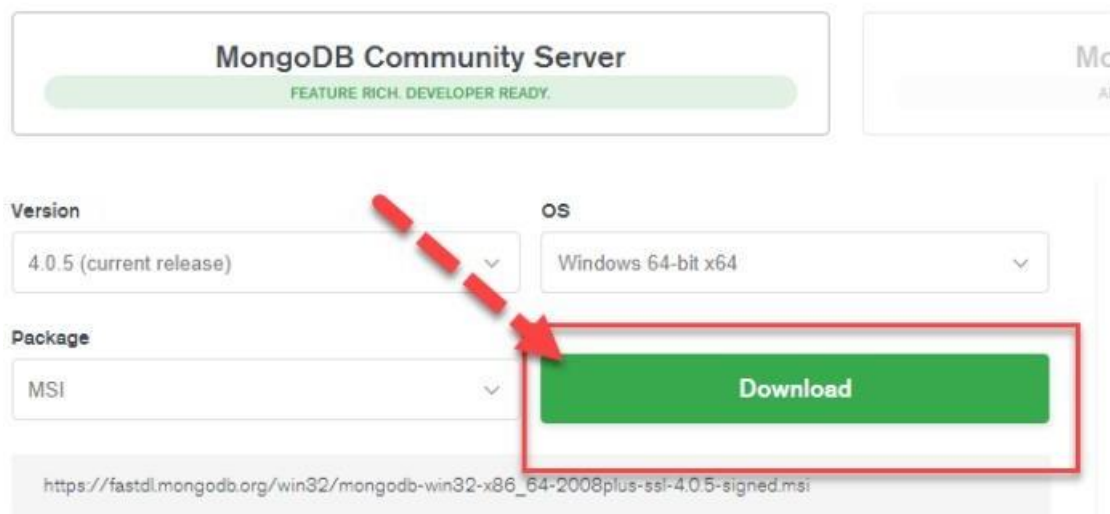 MongoDB Community Server
FEATURE RICH. DEVELOPER READY.
Version
OS
4.0.5 (current release)
Windows 64-bit x64
Package
MSI
Download
https://fastdl.mongodb.org/win32/mongodb-win32-x86_64-2008plus-ssl-4.0.5-signed.msi